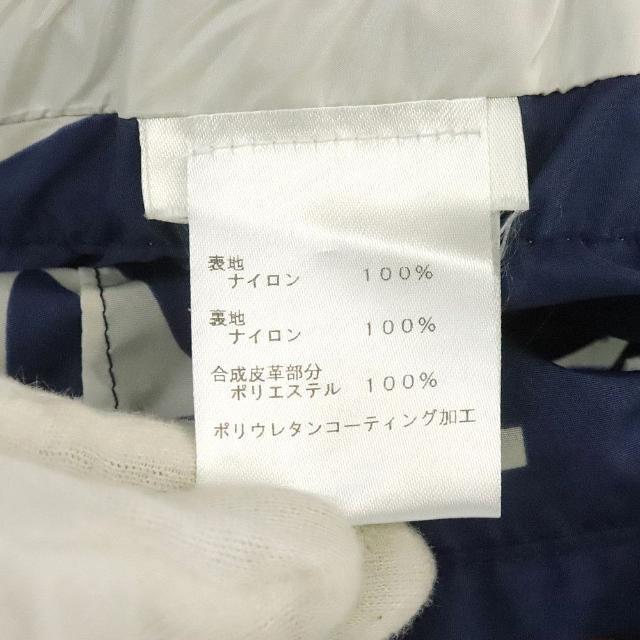 表地
ナイロン 100%
裏地
ナイロン 100%
合成皮革部分
ポリエステル 100%
ポリウレタンコーティング加工